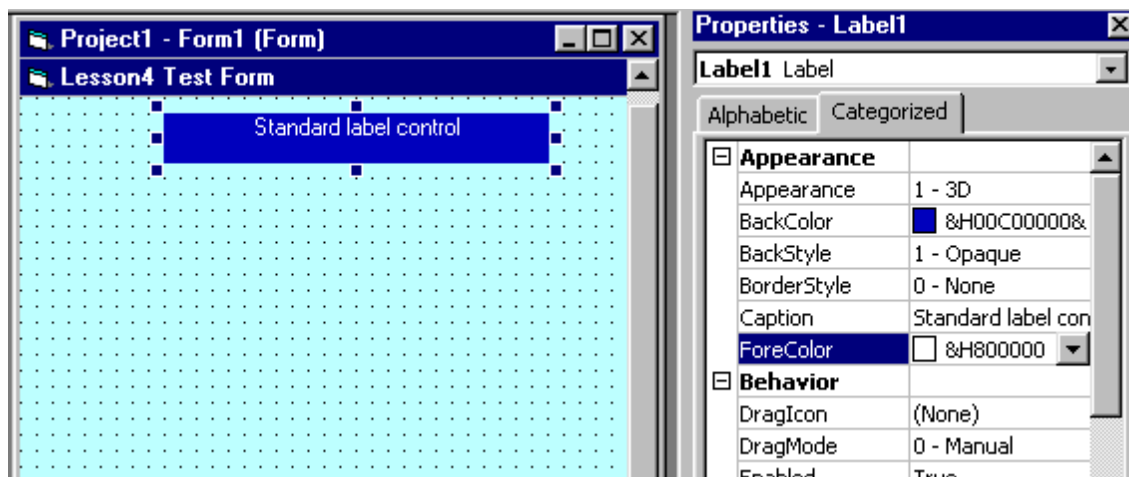 Project1 - Form1 (Form)
Lesson4 Test Form
Standard label control
Properties - Label1
Label1 Label
Alphabetic Categorized
Appearance
Appearance 1 - 3D
BackColor &H00C00000&
BackStyle 1 - Opaque
BorderStyle 0 - None
Caption Standard label con
ForeColor &H800000
Behavior
DragIcon (None)
DragMode 0 - Manual
Enabled True